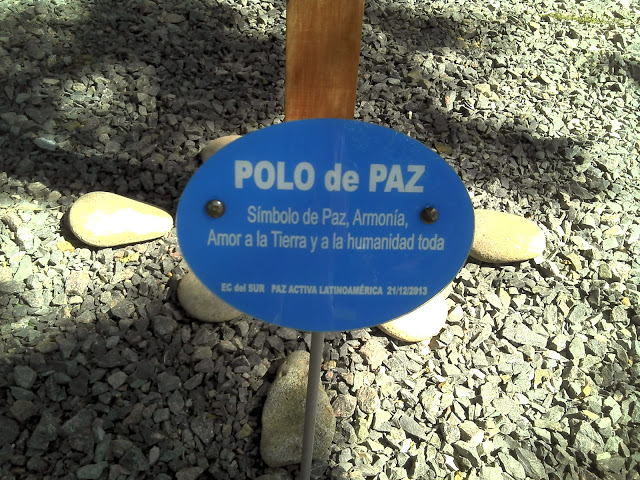 POLO de PAZ
Símbolo de Paz, Armonía,
Amor a la Tierra y a la humanidad toda
EC del SUR PAZ ACTIVA LATINOAMÉRICA 21/12/2013